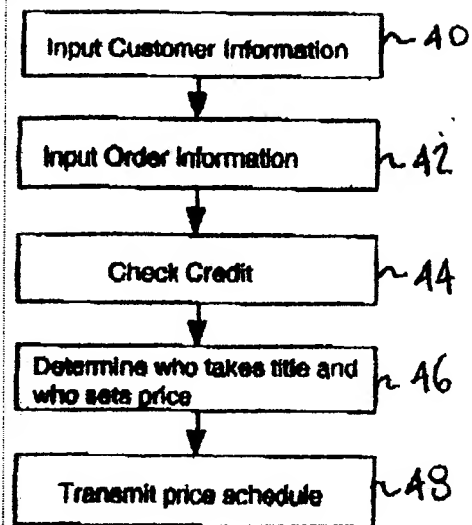 Input Customer Information 40
Input Order Information 42
Check Credit 44
Determine who takes title and
who sets price 46
Transmit price schedule 48